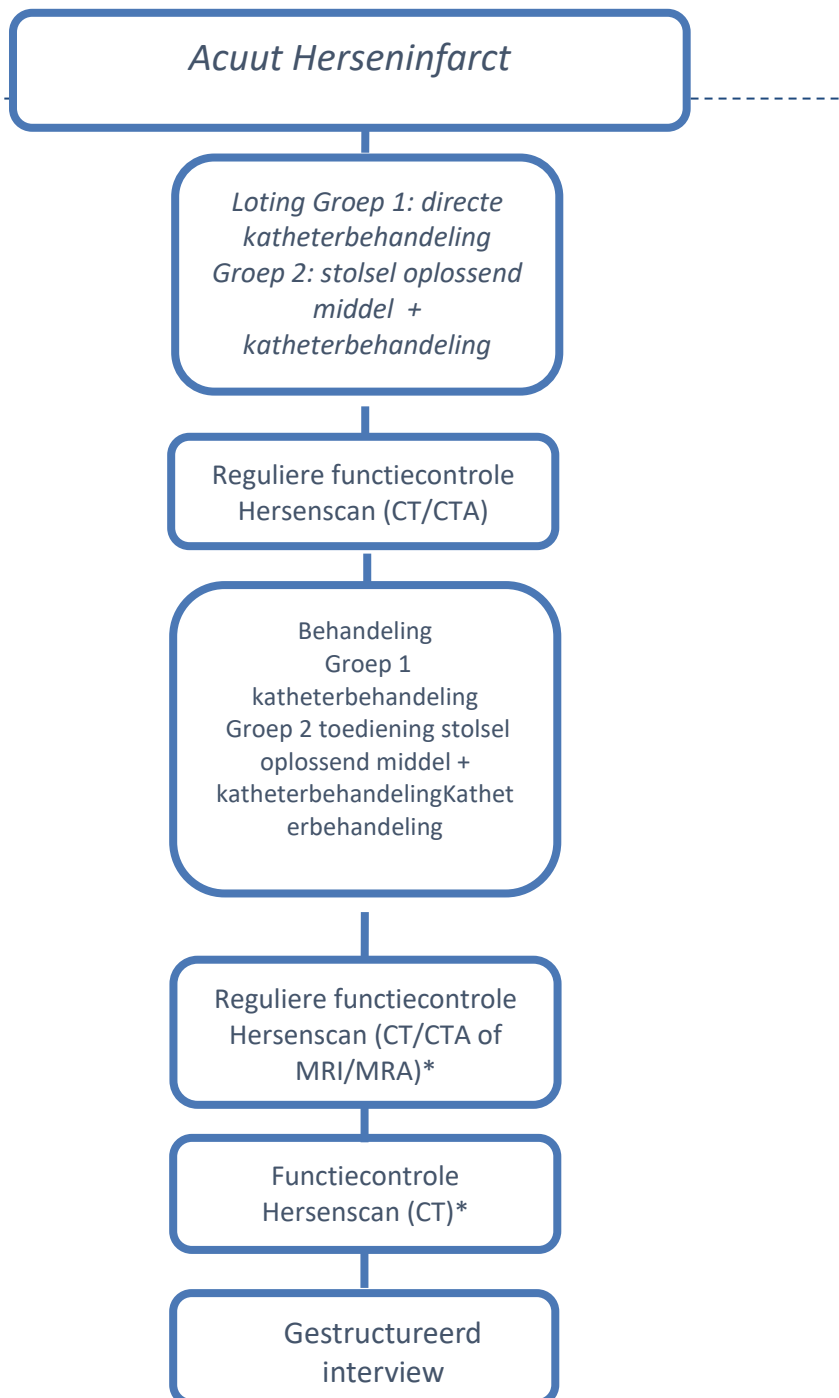 Acuut Herseninfarct
Loting Groep 1: directe
katheterbehandeling
Groep 2: stolsel oplossend
middel  +
katheterbehandeling
Reguliere functiecontrole
Hersenscan (CT/CTA)
Behandeling
Groep 1
katheterbehandeling
Groep 2 toediening stolsel
oplossend middel +
katheterbehandelingKathet
erbehandeling
Reguliere functiecontrole
Hersenscan (CT/CTA of
MRI/MRA)*
Functiecontrole
Hersenscan (CT)*
Gestructureerd
interview